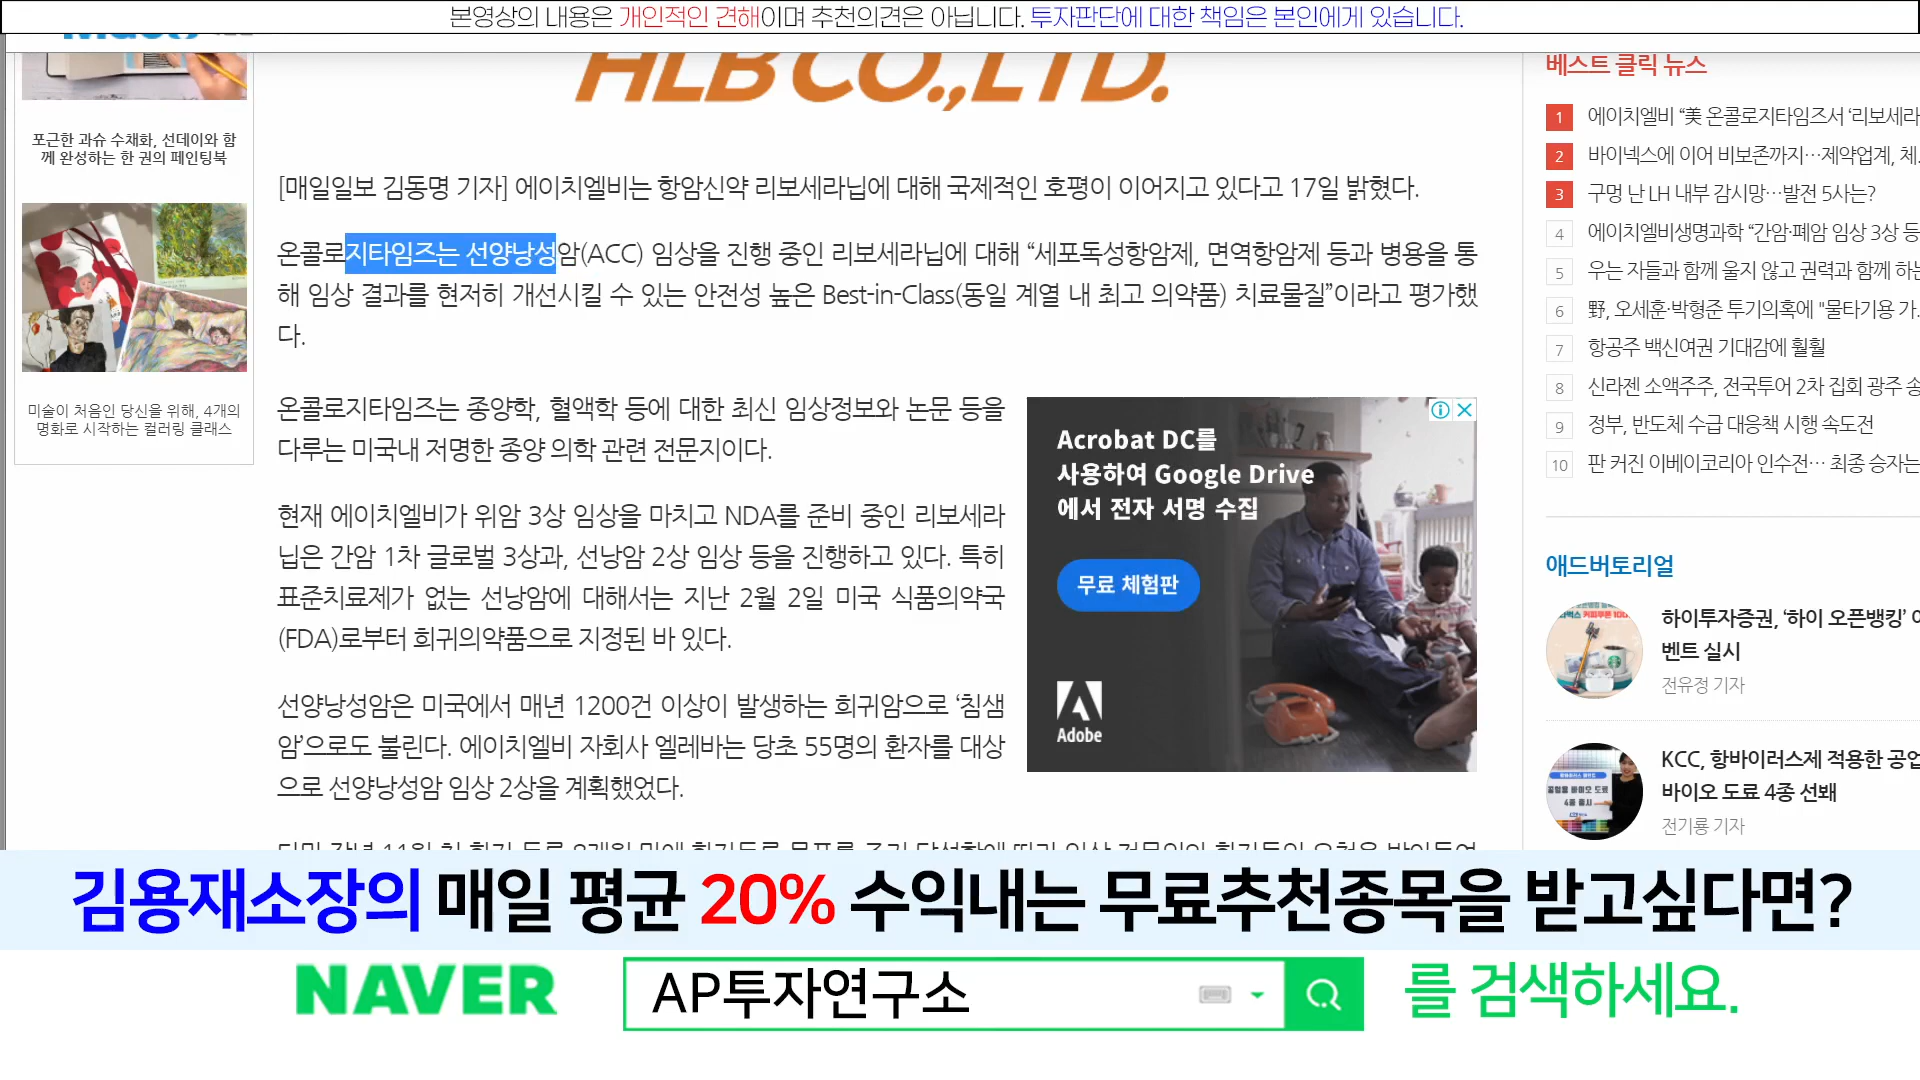 본영상의 내용은 개인적인 견해이며 추천의견은 아닙니다. 투자판단에 대한 책임은 본인에게 있습니다.
HLB CO.,LTD.
포근한 과슈 수채화, 선데이와 함
께 완성하는 한 권의 페인팅북
미술이 처음인 당신을 위해, 4개의
명화로 시작하는 컬러링 클래스
[매일일보 김동명 기자] 에이치엘비는 항암신약 리보세라닙에 대해 국제적인 호평이 이어지고 있다고 17일 밝혔다.
온콜로지타임즈는 선양낭성암(ACC) 임상을 진행 중인 리보세라닙에 대해 “세포독성항암제, 면역항암제 등과 병용을 통
해 임상 결과를 현저히 개선시킬 수 있는 안전성 높은 Best-in-Class(동일 계열 내 최고 의약품) 치료물질”이라고 평가했
다.
온콜로지타임즈는 종양학, 혈액학 등에 대한 최신 임상정보와 논문 등을
다루는 미국내 저명한 종양 의학 관련 전문지이다.
현재 에이치엘비가 위암 3상 임상을 마치고 NDA를 준비 중인 리보세라
닙은 간암 1차 글로벌 3상과, 선낭암 2상 임상 등을 진행하고 있다. 특히
표준치료제가 없는 선낭암에 대해서는 지난 2월 2일 미국 식품의약국
(FDA)로부터 희귀의약품으로 지정된 바 있다.
선양낭성암은 미국에서 매년 1200건 이상이 발생하는 희귀암으로 ‘침샘
암’으로도 불린다. 에이치엘비 자회사 엘레바는 당초 55명의 환자를 대상
으로 선양낭성암 임상 2상을 계획했었다.
Acrobat DC를
사용하여 Google Drive
에서 전자 서명 수집
무료 체험판
Adobe
베스트 클릭 뉴스
1 에이치엘비 “美 온콜로지타임즈서 ‘리보세라
2 바이넥스에 이어 비보존까지…제약업계, 체.
3 구멍 난 LH 내부 감시망…발전 5사는?
4 에이치엘비생명과학 “간암·폐암 임상 3상 등
5 우는 자들과 함께 울지 않고 권력과 함께 하는
6 野, 오세훈·박형준 투기의혹에 "물타기용 가.
7 항공주 백신여권 기대감에 훨훨
8 신라젠 소액주주, 전국투어 2차 집회 광주 송
9 정부, 반도체 수급 대응책 시행 속도전
10 판 커진 이베이코리아 인수전… 최종 승자는
애드버토리얼
하이투자증권, ‘하이 오픈뱅킹’ 이
벤트 실시
전유정 기자
KCC, 항바이러스제 적용한 공업
바이오 도료 4종 선봬
전기룡 기자
김용재소장의 매일 평균 20% 수익내는 무료추천종목을 받고싶다면?
NAVER AP투자연구소 를 검색하세요.